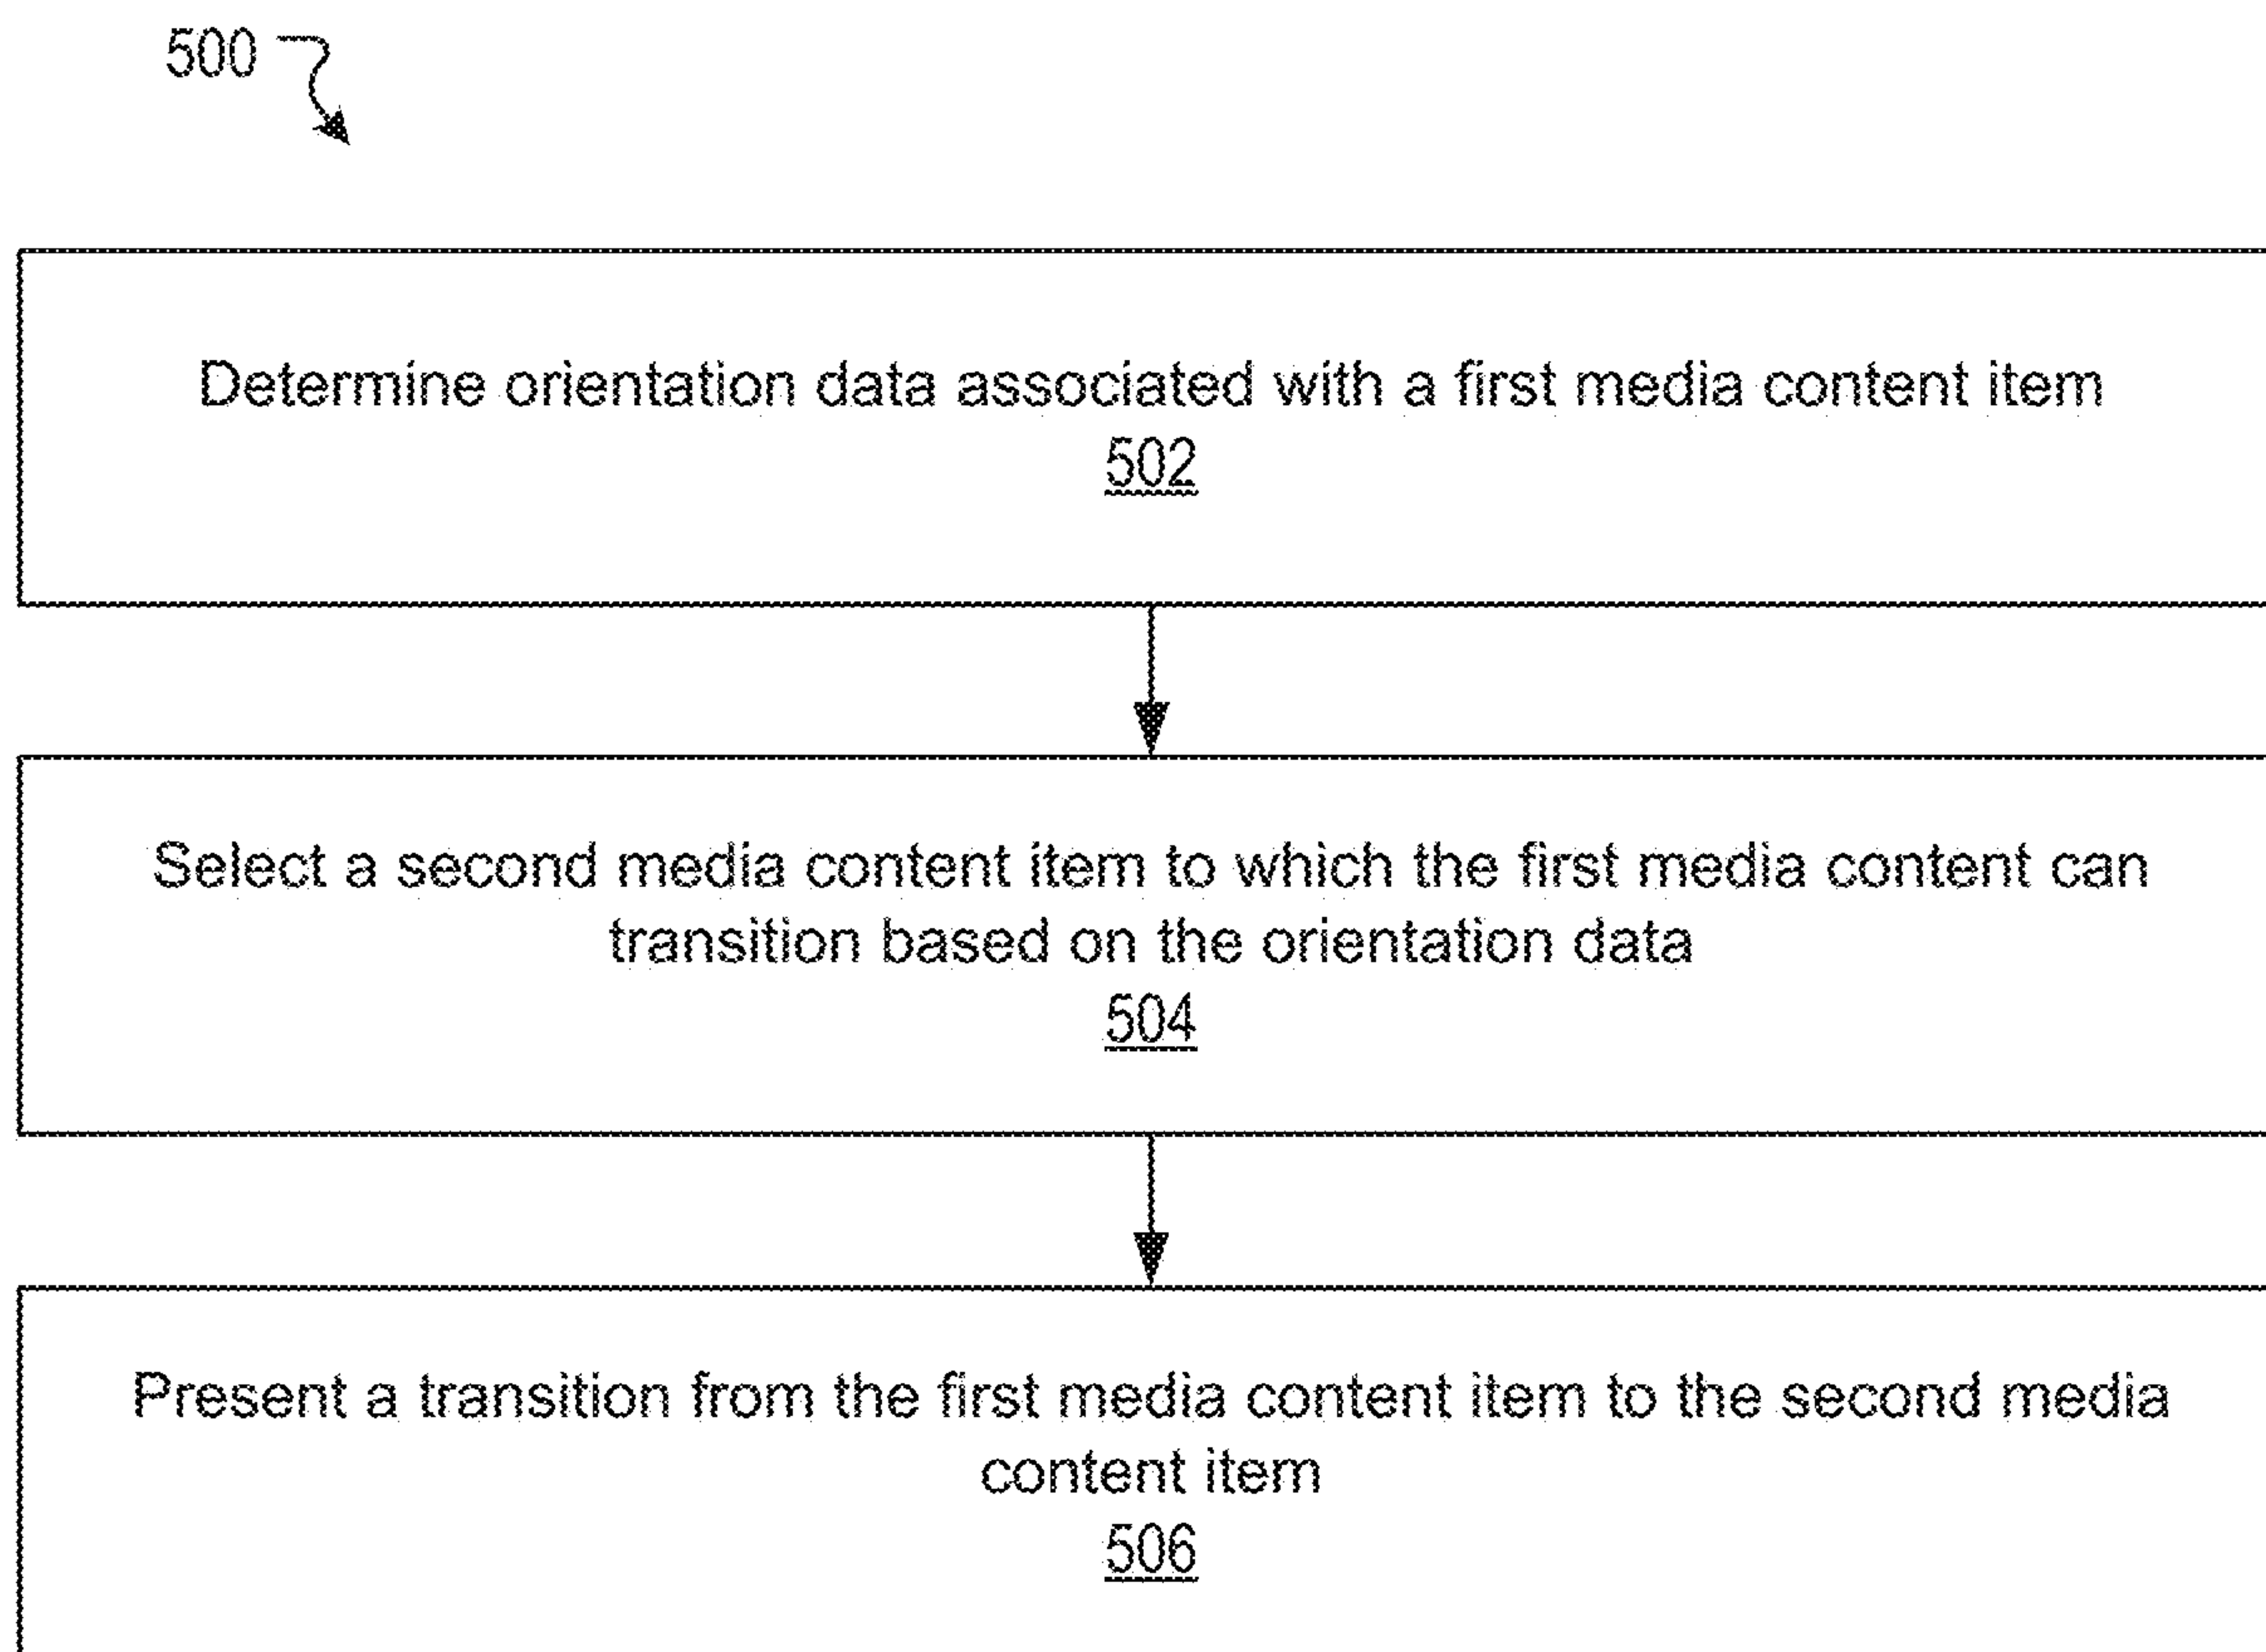 500
Determine orientation data associated with a first media content item
502
Select a second media content item to which the first media content can
transition based on the orientation data
504
Present a transition from the first media content item to the second media
content item
506